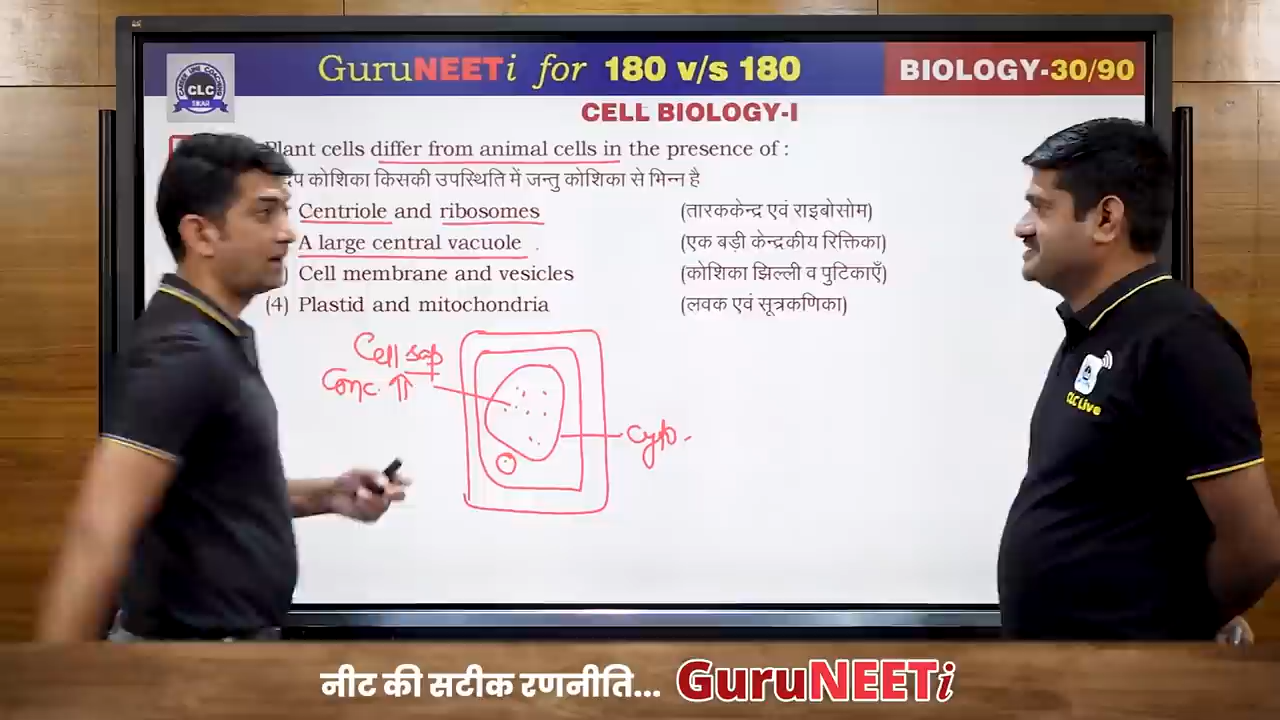 GuruNEETi for 180 v/s 180
BIOLOGY-30/90
CLC
SIKAR
CELL BIOLOGY-I
Plant cells differ from animal cells in the presence of :
कोशिका किसकी उपस्थिति में जन्तु कोशिका से भिन्न है
Centriole and ribosomes (तारककेन्द्र एवं राइबोसोम)
A large central vacuole (एक बड़ी केन्द्रकीय रिक्तिका)
) Cell membrane and vesicles (कोशिका झिल्ली व पुटिकाएँ)
(4) Plastid and mitochondria (लवक एवं सूत्रकणिका)
Cell sap
Conc. ↑
Cyto.
CLC Live
नीट की सटीक रणनीति... GuruNEETi